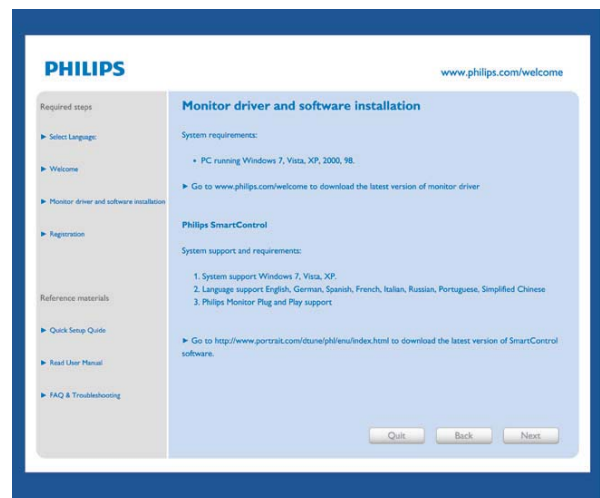 PHILIPS
www.philips.com/welcome
Required steps
► Select Language:
► Welcome
► Monitor driver and software installation
► Registration
Reference materials
► Quick Setup Quide
► Read User Manual
► FAQ & Troubleshooting
Monitor driver and software installation
System requirements:
• PC running Windows 7, Vista, XP, 2000, 98.
► Go to www.philips.com/welcome to download the latest version of monitor driver
Philips SmartControl
System support and requirements:
1. System support Windows 7, Vista, XP.
2. Language support English, German, Spanish, French, Italian, Russian, Portuguese, Simplified Chinese
3. Philips Monitor Plug and Play support
► Go to http://www.portrait.com/dtune/phl/enu/index.html to download the latest version of SmartControl
software.
Quit Back Next